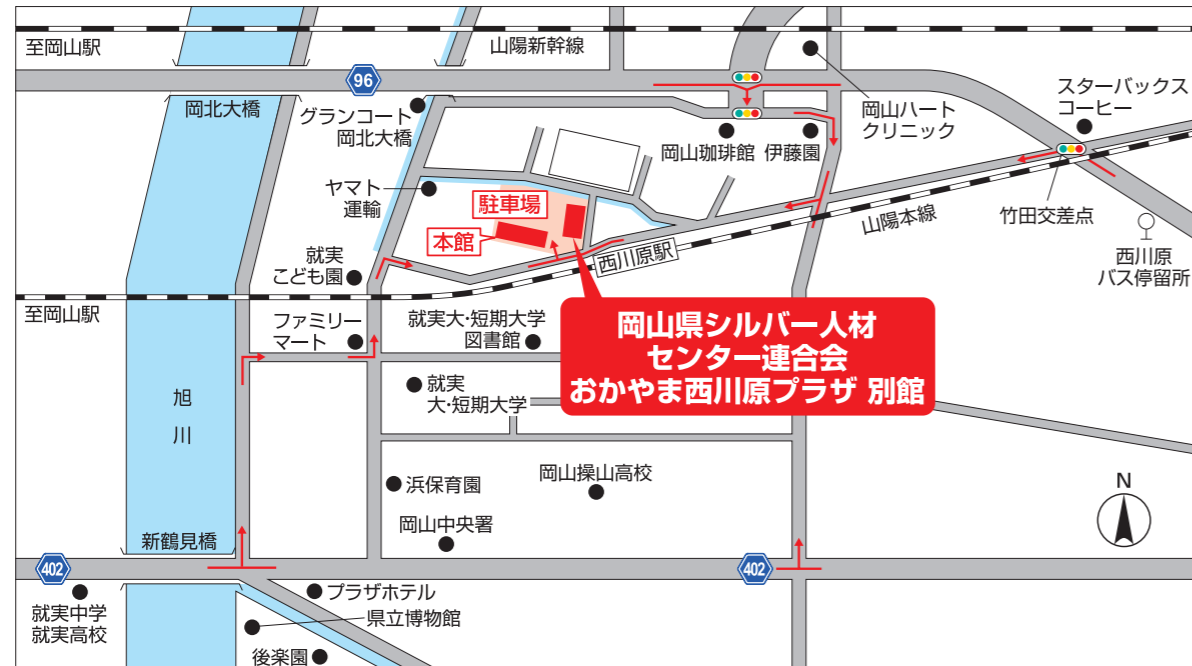 至岡山駅
山陽新幹線
96
岡北大橋
グランコート
岡北大橋
岡山珈琲館
伊藤園
岡山ハート
クリニック
スターバックス
コーヒー
ヤマト
運輸
駐車場
本館
西川原駅
山陽本線
竹田交差点
西川原
バス停留所
就実
こども園
至岡山駅
ファミリー
マート
就実大・短期大学
図書館
岡山県シルバー人材
センター連合会
おかやま西川原プラザ 別館
就実
大・短期大学
旭
川
浜保育園
岡山操山高校
岡山中央署
N
新鶴見橋
402
402
就実中学
就実高校
プラザホテル
県立博物館
後楽園